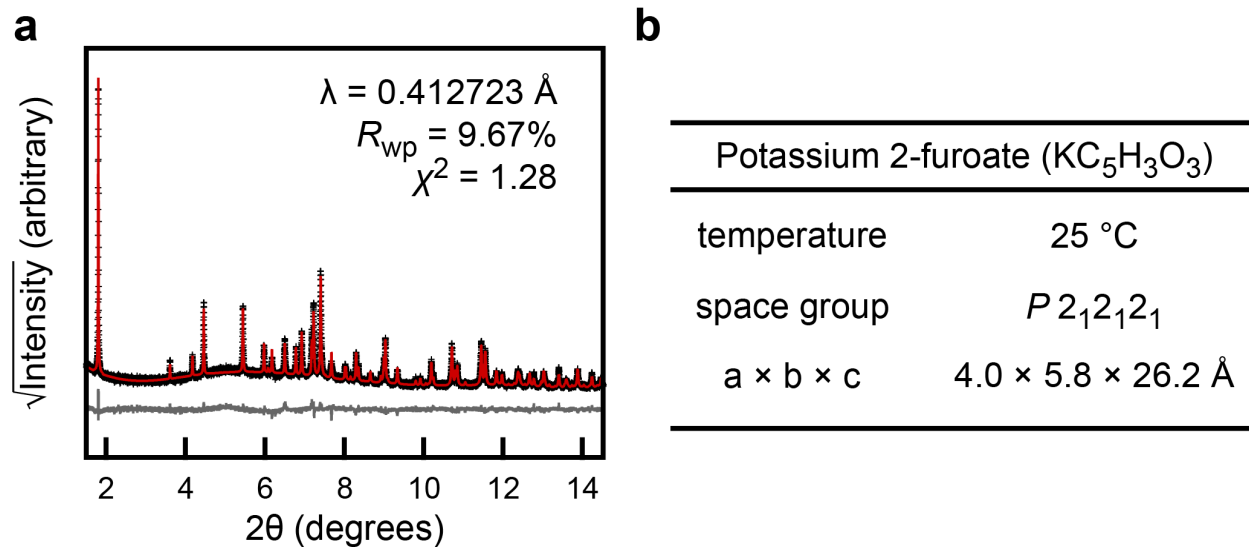 a
λ = 0.412723 Å
R_wp = 9.67%
χ² = 1.28
√Intensity (arbitrary)
2 4 6 8 10 12 14
2θ (degrees)
b
Potassium 2-furoate (KC₅H₃O₃)
temperature 25 °C
space group P 2₁2₁2₁
a × b × c 4.0 × 5.8 × 26.2 Å